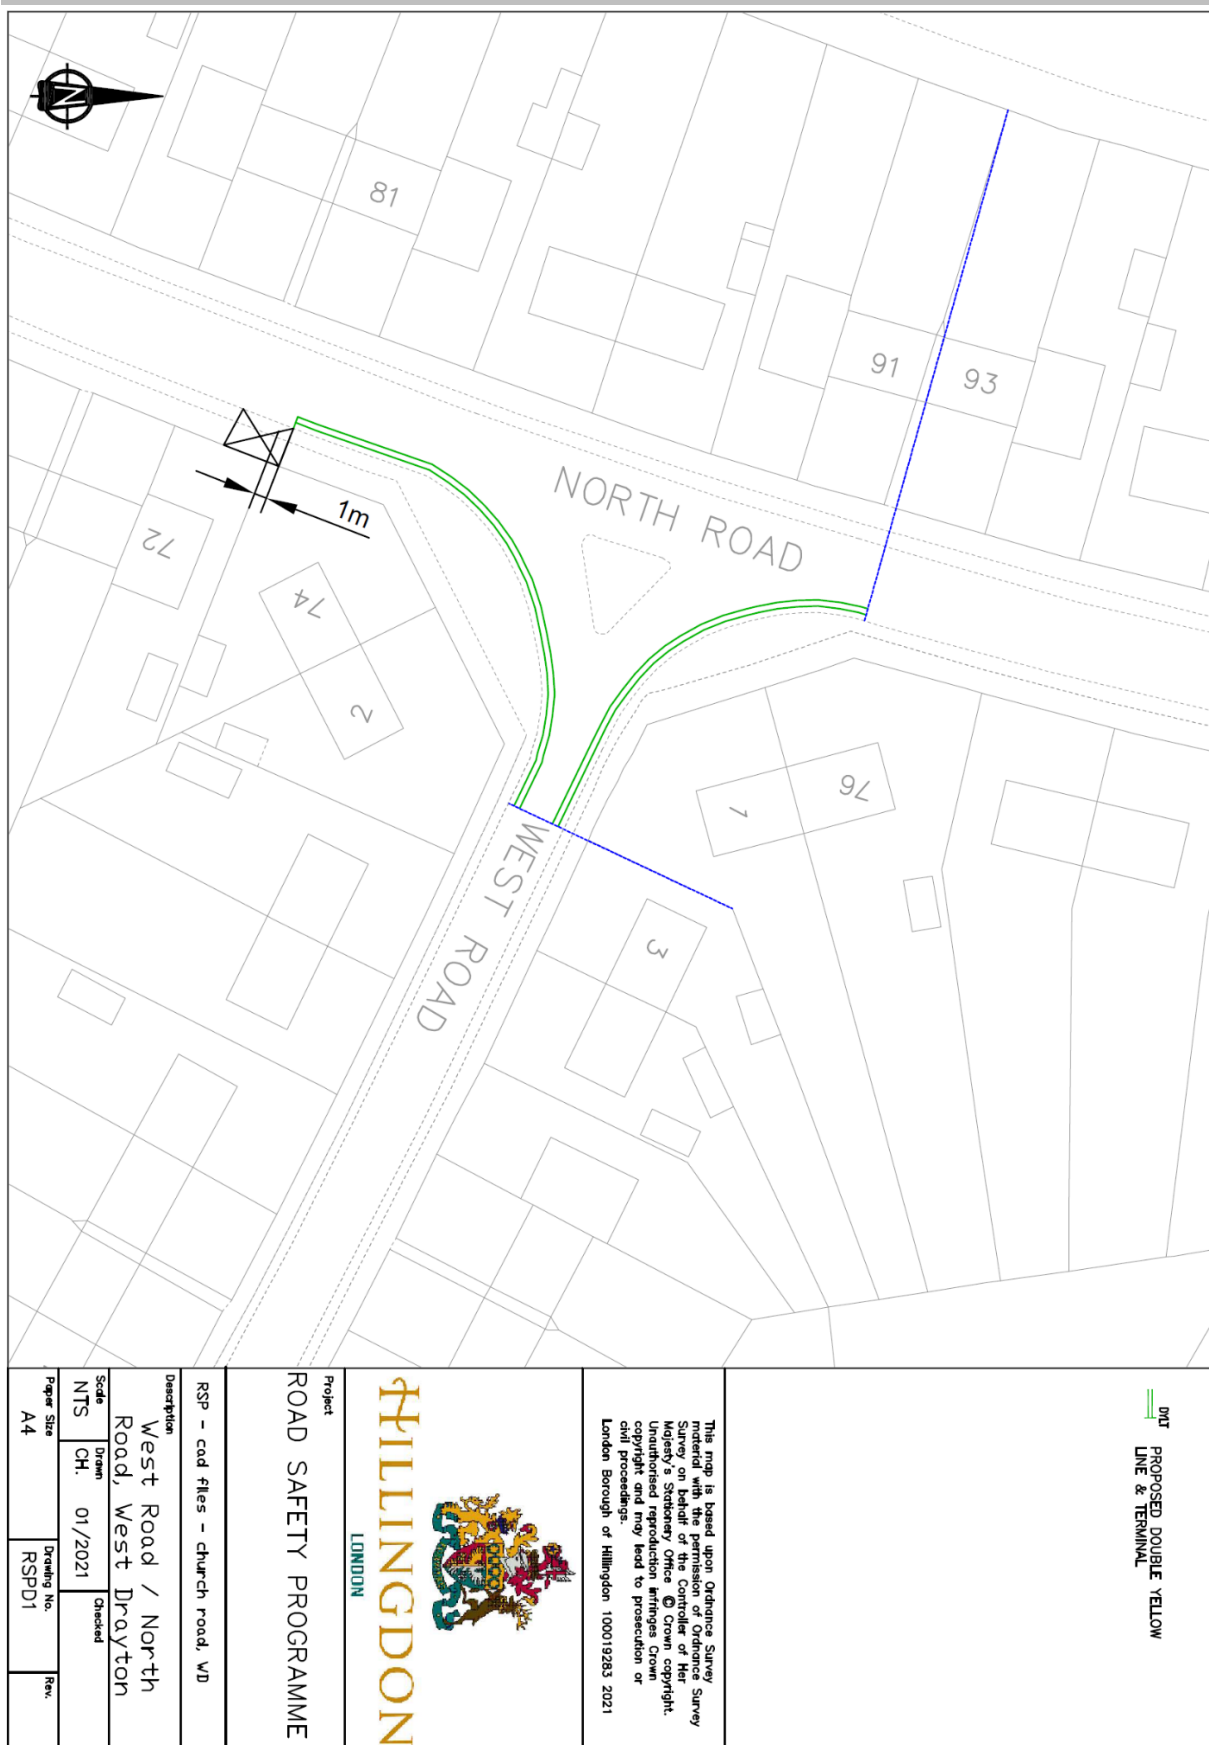 N
81
91
93
NORTH ROAD
1m
72
74
2
76
1
WEST ROAD
3
DYLT
PROPOSED DOUBLE YELLOW
LINE & TERMINAL
This map is based upon Ordnance Survey
material with the permission of Ordnance Survey
Survey on behalf of the Controller of Her
Majesty's Stationery Office © Crown copyright.
Unauthorised reproduction infringes Crown
copyright and may lead to prosecution or
civil proceedings.
London Borough of Hillingdon 100019283 2021
HILLINGDON
LONDON
Project
ROAD SAFETY PROGRAMME
RSP - cad files - church road, WD
Description
West Road / North
Road, West Drayton
Scale
NTS
Drawn
CH. 01/2021
Checked
Paper Size
A4
Drawing No.
RSPD1
Rev.